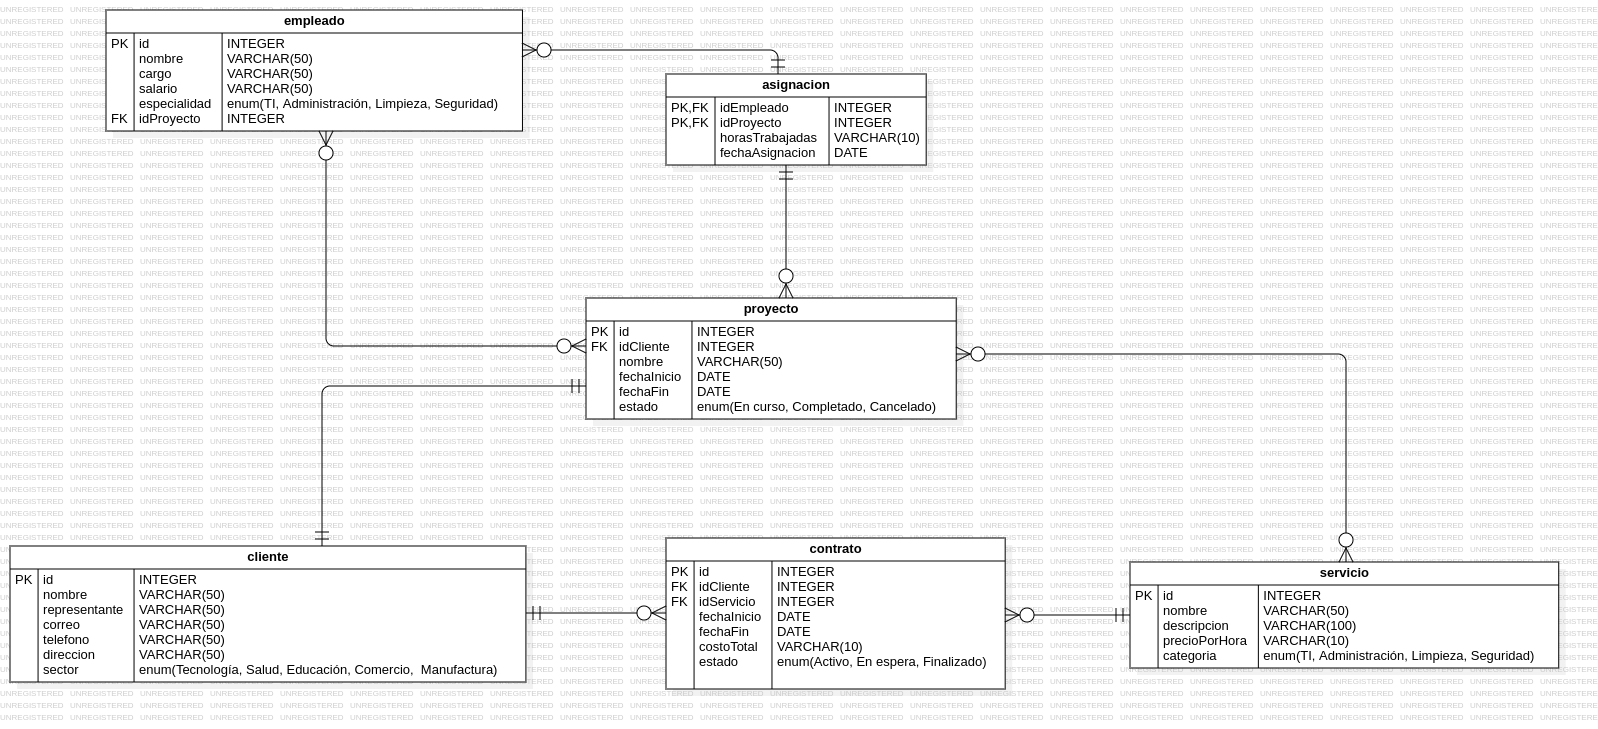 empleado
PK id INTEGER
nombre VARCHAR(50)
cargo VARCHAR(50)
salario VARCHAR(50)
especialidad enum(TI, Administración, Limpieza, Seguridad)
FK idProyecto INTEGER
asignacion
PK,FK idEmpleado INTEGER
PK,FK idProyecto INTEGER
horasTrabajadas VARCHAR(10)
fechaAsignacion DATE
proyecto
PK id INTEGER
FK idCliente INTEGER
nombre VARCHAR(50)
fechaInicio DATE
fechaFin DATE
estado enum(En curso, Completado, Cancelado)
cliente
PK id INTEGER
nombre VARCHAR(50)
representante VARCHAR(50)
correo VARCHAR(50)
telefono VARCHAR(50)
direccion VARCHAR(50)
sector enum(Tecnología, Salud, Educación, Comercio, Manufactura)
contrato
PK id INTEGER
FK idCliente INTEGER
FK idServicio INTEGER
fechaInicio DATE
fechaFin DATE
costoTotal VARCHAR(10)
estado enum(Activo, En espera, Finalizado)
servicio
PK id INTEGER
nombre VARCHAR(50)
descripcion VARCHAR(100)
precioPorHora VARCHAR(10)
categoria enum(TI, Administración, Limpieza, Seguridad)
UNREGISTERED